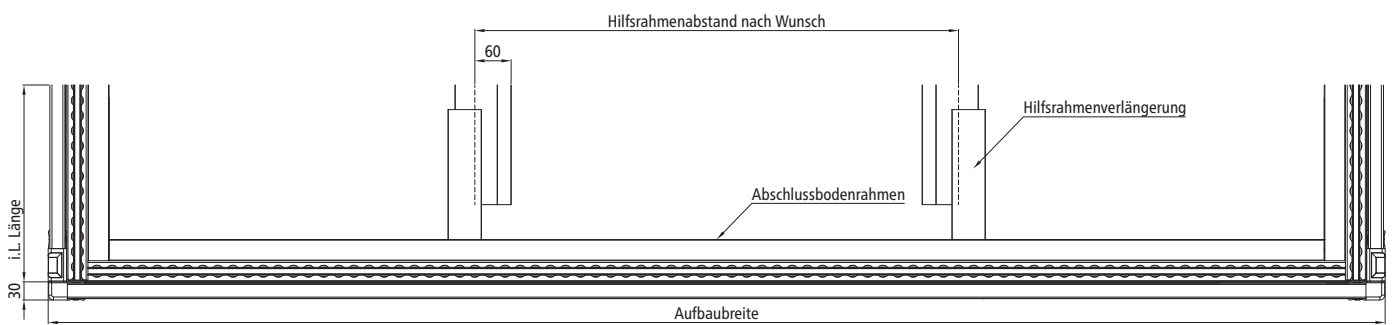 Hilfsrahmenabstand nach Wunsch
60
Hilfsrahmenverlängerung
Abschlussbodenrahmen
i.L. Länge
30
Aufbaubreite